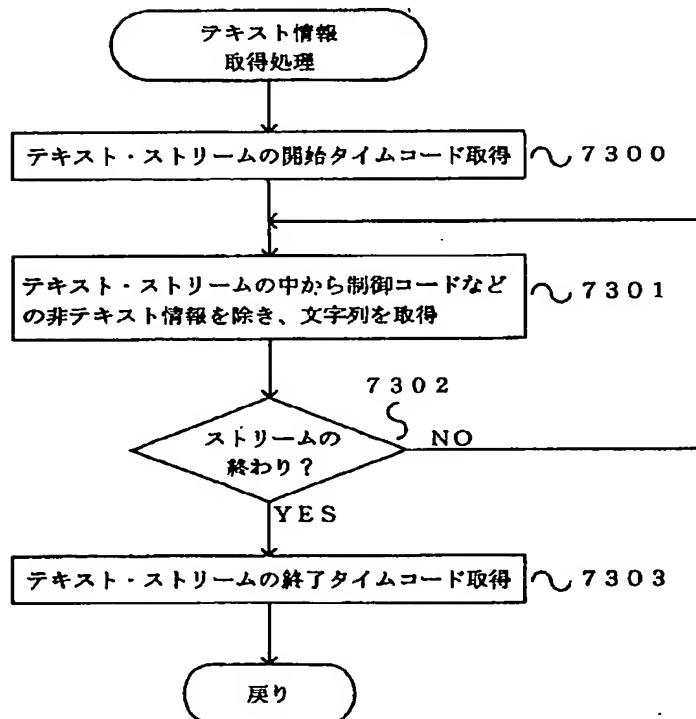 テキスト情報
取得処理
テキスト・ストリームの開始タイムコード取得
7300
テキスト・ストリームの中から制御コードなど
の非テキスト情報を除き、文字列を取得
7301
7302
ストリームの
終わり?
NO
YES
テキスト・ストリームの終了タイムコード取得
7303
戻り